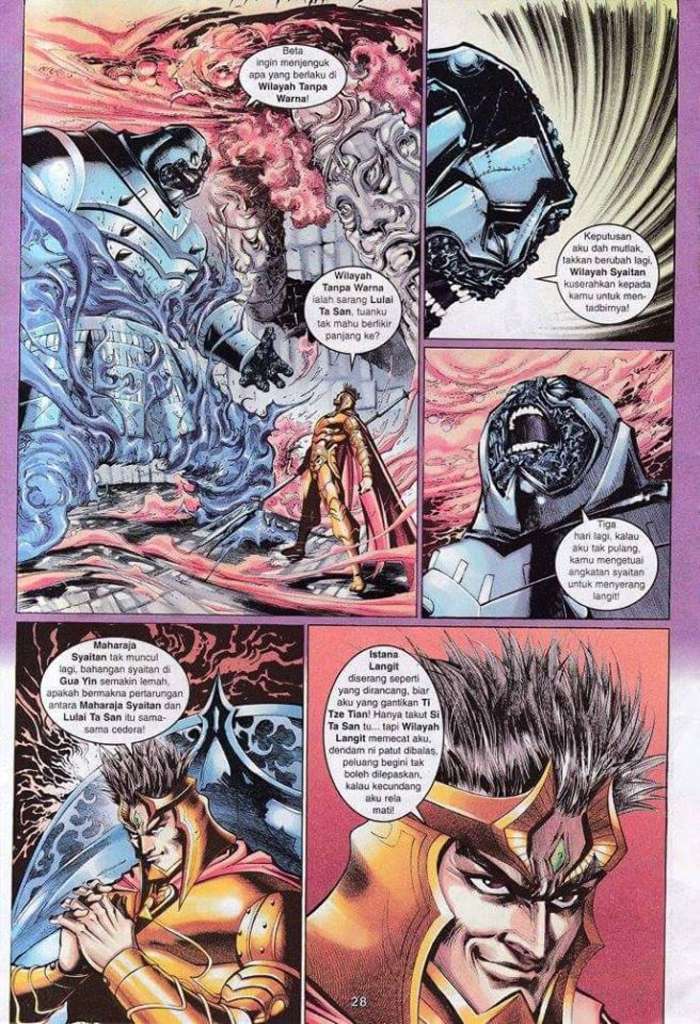 Beta
ingin menjenguk
apa yang berlaku di
Wilayah Tanpa
Warna!
Wilayah
Tanpa Warna
ialah sarang Lulai
Ta San, tuanku
tak mahu berfikir
panjang ke?
Keputusan
aku dah mutlak,
takkan berubah lagi,
Wilayah Syaitan
kuserahkan kepada
kamu untuk men-
tadbirnya!
Tiga
hari lagi, kalau
aku tak pulang,
kamu mengetuai
angkatan syaitan
untuk menyerang
langit!
Maharaja
Syaitan tak muncul
lagi, bahangan syaitan di
Gua Yin semakin lemah,
apakah bermakna pertarungan
antara Maharaja Syaitan dan
Lulai Ta San itu sama-
sama cedera!
Istana
Langit
diserang seperti
yang dirancang, biar
aku yang gantikan Ti
Tze Tian! Hanya takut Si
Ta San tu... tapi Wilayah
Langit memecat aku,
dendam ni patut dibalas,
peluang begini tak
boleh dilepaskan,
kalau kecundang
aku rela
mati!
28